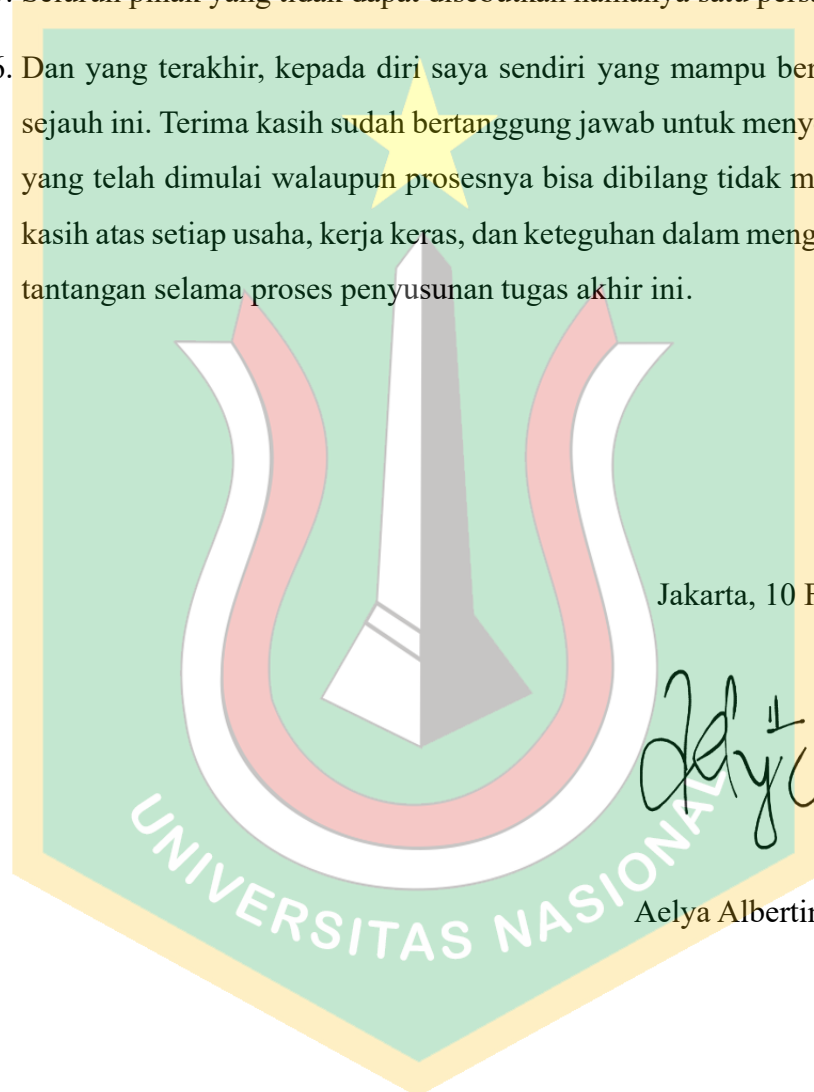 Seluruh pihak yang tidak dapat disebutkan namanya satu
6. Dan yang terakhir, kepada diri saya sendiri yang mampu ber
sejauh ini. Terima kasih sudah bertanggung jawab untuk meny
yang telah dimulai walaupun prosesnya bisa dibilang tidak m
kasih atas setiap usaha, kerja keras, dan keteguhan dalam meng
tantangan selama proses penyusunan tugas akhir ini.
Jakarta, 10
UNIVERSITAS NASIONAL
Aelya Albertin